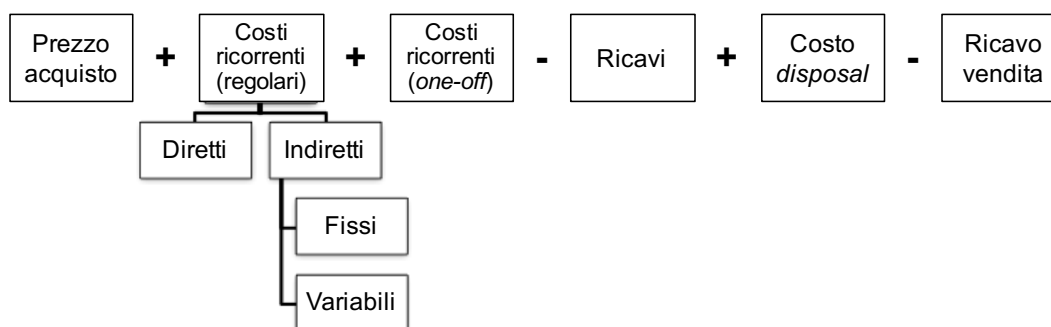 Prezzo
acquisto
+
Costi
ricorrenti
(regolari)
+
Costi
ricorrenti
(one-off)
-
Ricavi
+
Costo
disposal
-
Ricavo
vendita
Diretti
Indiretti
Fissi
Variabili